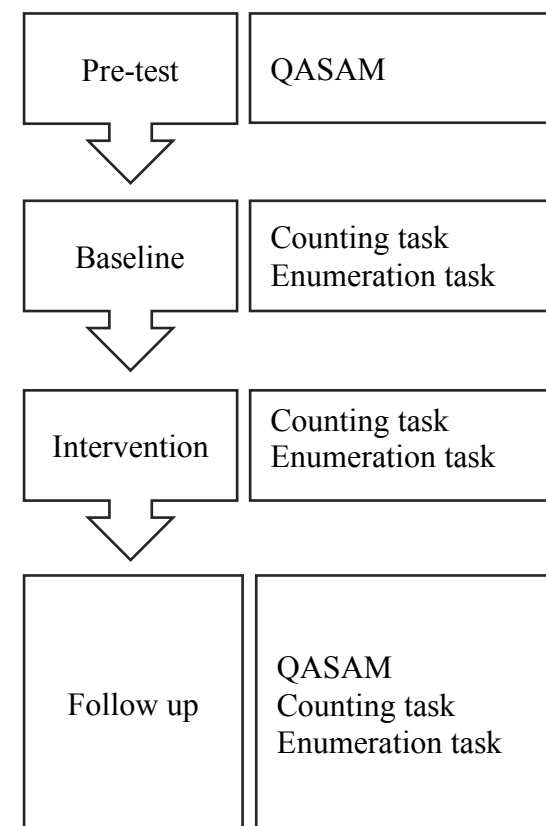 Pre-test
QASAM
Baseline
Counting task
Enumeration task
Intervention
Counting task
Enumeration task
Follow up
QASAM
Counting task
Enumeration task